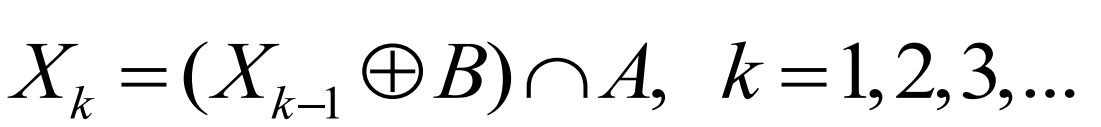 X_k = (X_{k-1} ⊕ B) ∩ A, k = 1,2,3,...